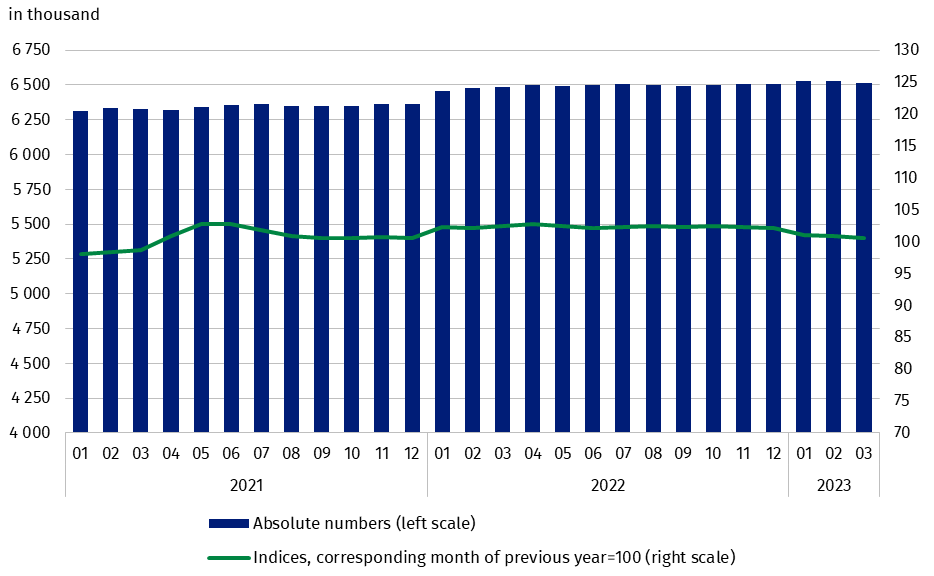 in thousand
6 750 130
6 500 125
6 250 120
6 000 115
5 750 110
5 500 105
5 250 100
5 000 95
4 750 90
4 500 85
4 250 80
4 000 75
70
01 02 03 04 05 06 07 08 09 10 11 12 01 02 03 04 05 06 07 08 09 10 11 12 01 02 03
2021 2022 2023
Absolute numbers (left scale)
Indices, corresponding month of previous year=100 (right scale)